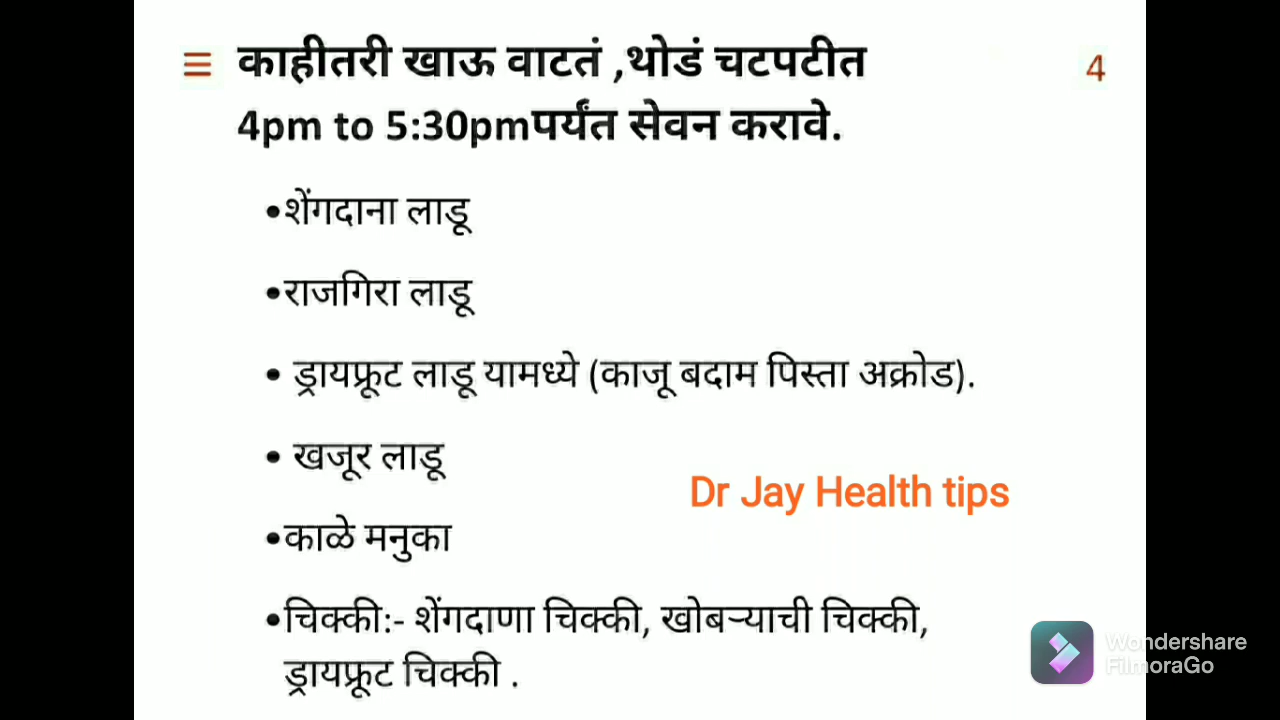 काहीतरी खाऊ वाटतं ,थोडं चटपटीत
4
4pm to 5:30pmपर्यंत सेवन करावे.
•शेंगदाना लाडू
•राजगिरा लाडू
• ड्रायफ्रूट लाडू यामध्ये (काजू बदाम पिस्ता अक्रोड).
• खजूर लाडू
Dr Jay Health tips
•काळे मनुका
•चिक्की:- शेंगदाणा चिक्की, खोबऱ्याची चिक्की,
ड्रायफ्रूट चिक्की .
Wondershare
FilmoraGo